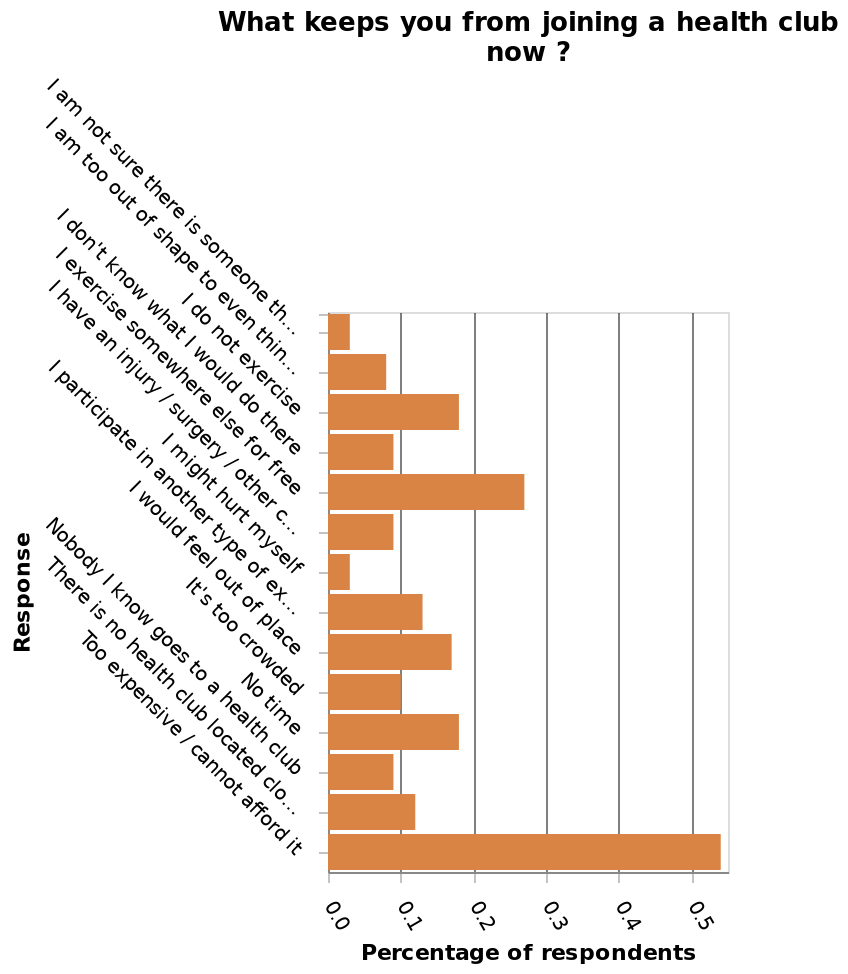 What keeps you from joining a health club
now ?
I am not sure there is someone th...
I am too out of shape to even thin...
I do not exercise
I don't know what I would do there
I exercise somewhere else for free
I have an injury / surgery / other c...
I might hurt myself
I participate in another type of ex...
I would feel out of place
It's too crowded
No time
Nobody I know goes to a health club
There is no health club located clo...
Too expensive / cannot afford it
Response
0.0
0.1
0.2
0.3
0.4
0.5
Percentage of respondents